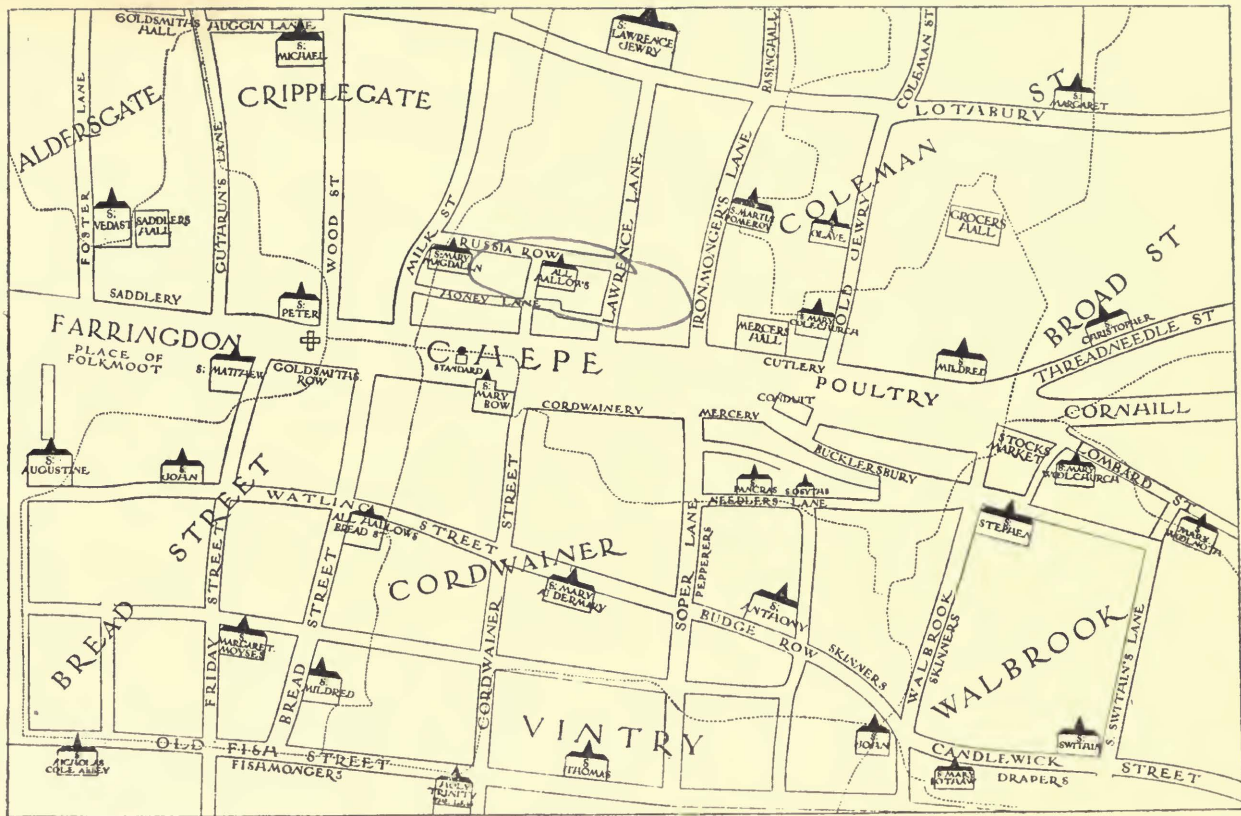 GOLDSMITHS
HALL
HUGGIN LANE
S:
MICHAEL
S:
LAWRENCE
JEWRY
BASINGHALL
COLEMAN ST
ALDERSGATE
CRIPPLEGATE
LOTHBURY
ST
S:
MARGARET
FOSTER LANE
GUTHRUN'S LANE
WOOD ST
MILK ST
LAWRENCE LANE
IRONMONGER'S LANE
COLEMAN
OLD JEWRY
S:
VEDAST
SADDLERS
HALL
S. MARTIN
POMEROY
S
OLAVE
GROCERS
HALL
RUSSIA ROW
S: MARY
MAGDALEN
ALL
HALLOWS
HONEY LANE
SADDLERY
S:
PETER
MERCERS
HALL
S MARY
COLECHURCH
CUTLERY
BROAD ST
S
CHRISTOPHER
THREADNEEDLE ST
FARRINGDON
PLACE OF
FOLKMOOT
S: MATTHEW
GOLDSMITHS
ROW
CHEPE
STANDARD
S:
MARY
BOW
POULTRY
S
MILDRED
CORNHILL
CORDWAINERY
MERCERY
CONDUIT
BUCKLERSBURY
STOCKS
MARKET
LOMBARD ST
S: MARY
WOOLCHURCH
S
MARY
WOOLNOTH
S:
AUGUSTINE
S
JOHN
WATLING STREET
S
PANCRAS
S. OSYTHS
NEEDLERS LANE
S:
STEPHEN
ALL HALLOWS
BREAD ST
BREAD STREET
CORDWAINER
CORDWAINER STREET
S: MARY
ALDERMARY
SOPER LANE
PEPPERERS
S:
ANTHONY
BUDGE ROW
SKINNERS
WALBROOK
SKINNERS
WALBROOK
S. SWITHIN'S LANE
FRIDAY STREET
S
MARGARET
MOYSES
S:
MILDRED
BREAD STREET
VINTRY
S
JOHN
S
SWITHIN
OLD FISH STREET
FISHMONGERS
S
NICHOLAS
COLE ABBEY
HOLY
TRINITY
S
THOMAS
CANDLEWICK STREET
DRAPERS
S MARY
BOTHAW